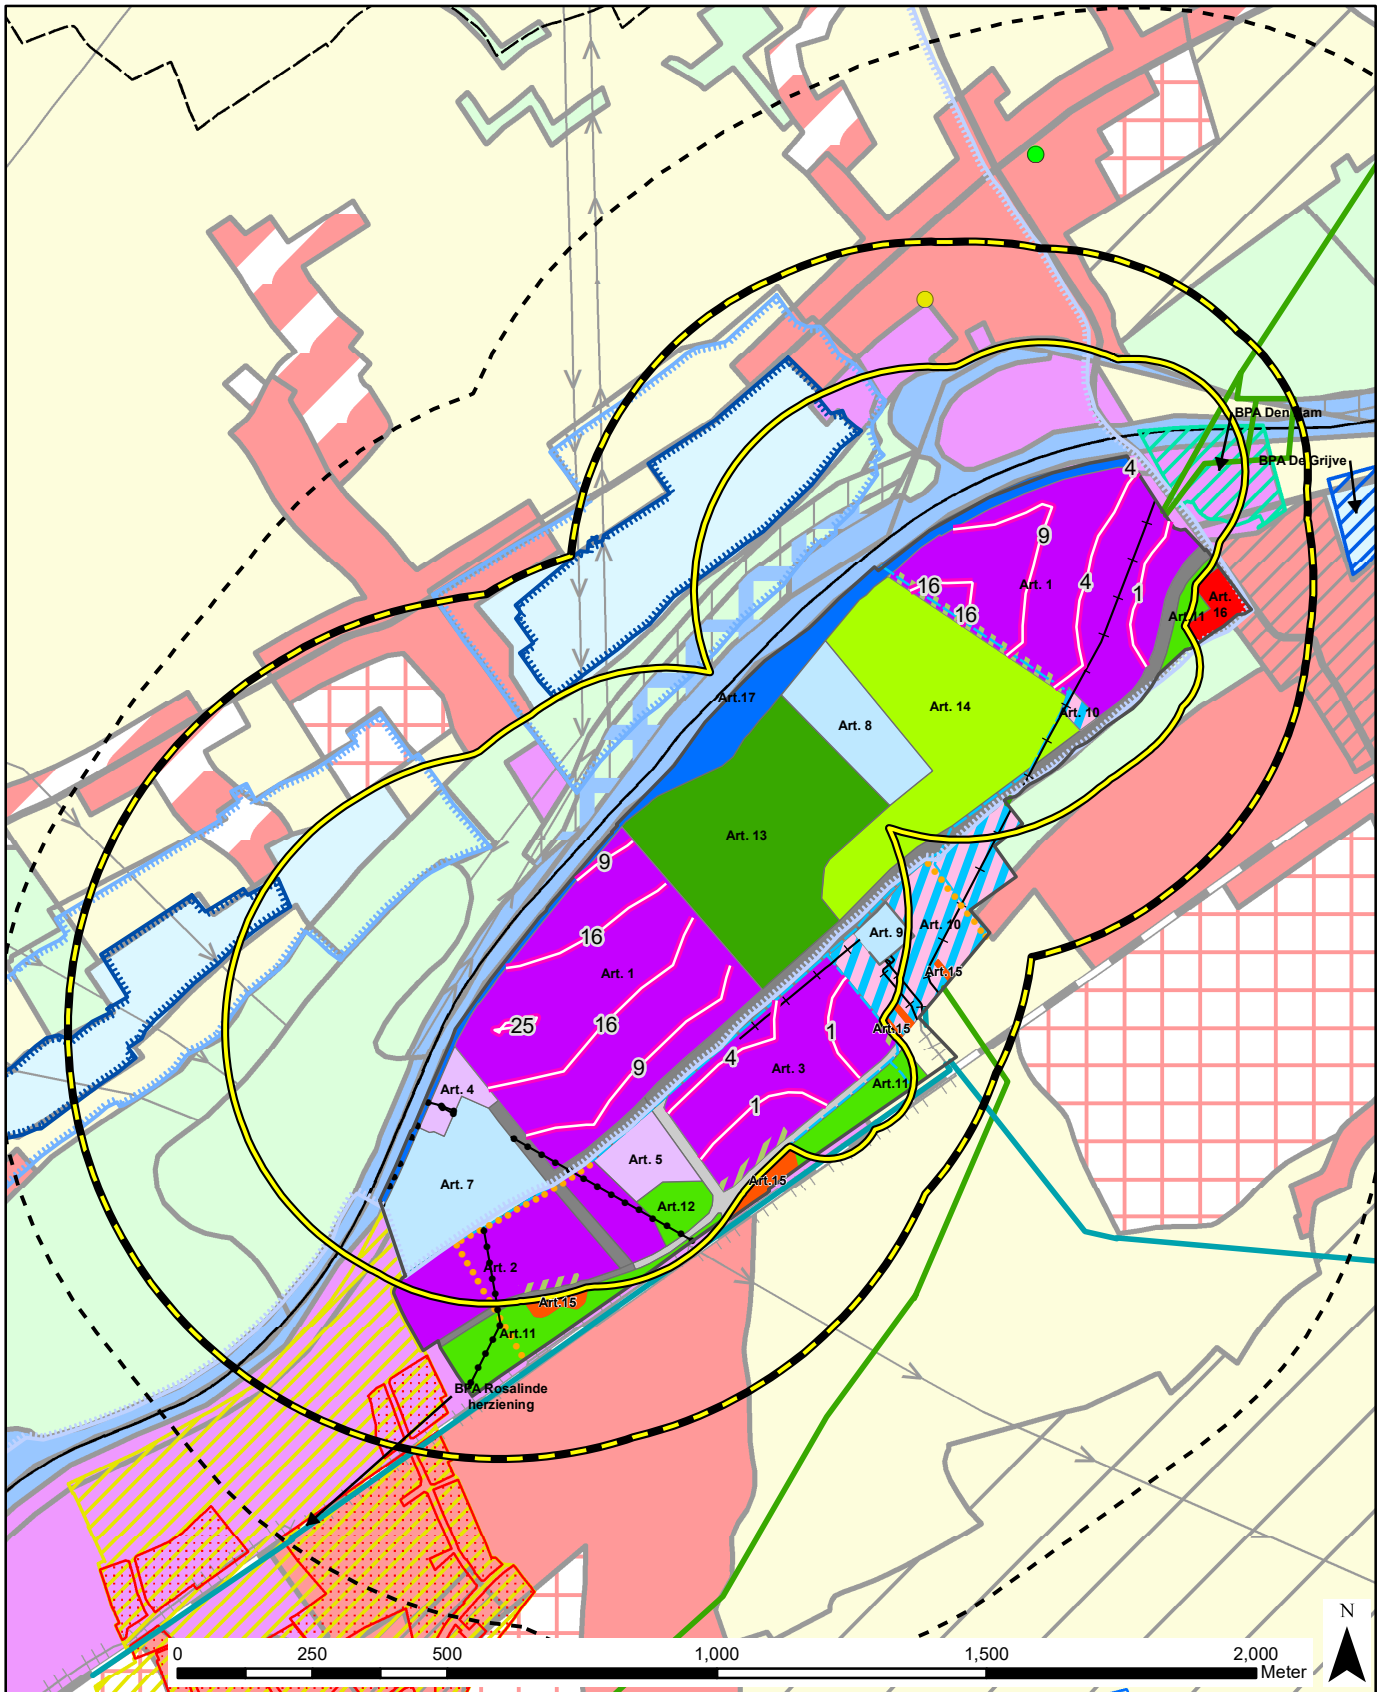 BPA Den Ham
BPA De Grijve
4
9
16
16
Art. 1
4
1
Art.
16
Art.11
Art.17
Art. 8
Art. 14
Art. 10
Art. 13
9
16
Art. 1
25
16
9
Art. 9
Art. 10
Art.15
Art.15
1
4
Art. 3
1
Art.11
Art. 4
Art. 7
Art. 5
Art.12
Art.15
Art. 2
Art.15
Art.11
BPA Rosalinde
herziening
N
0 250 500 1,000 1,500 2,000
Meter